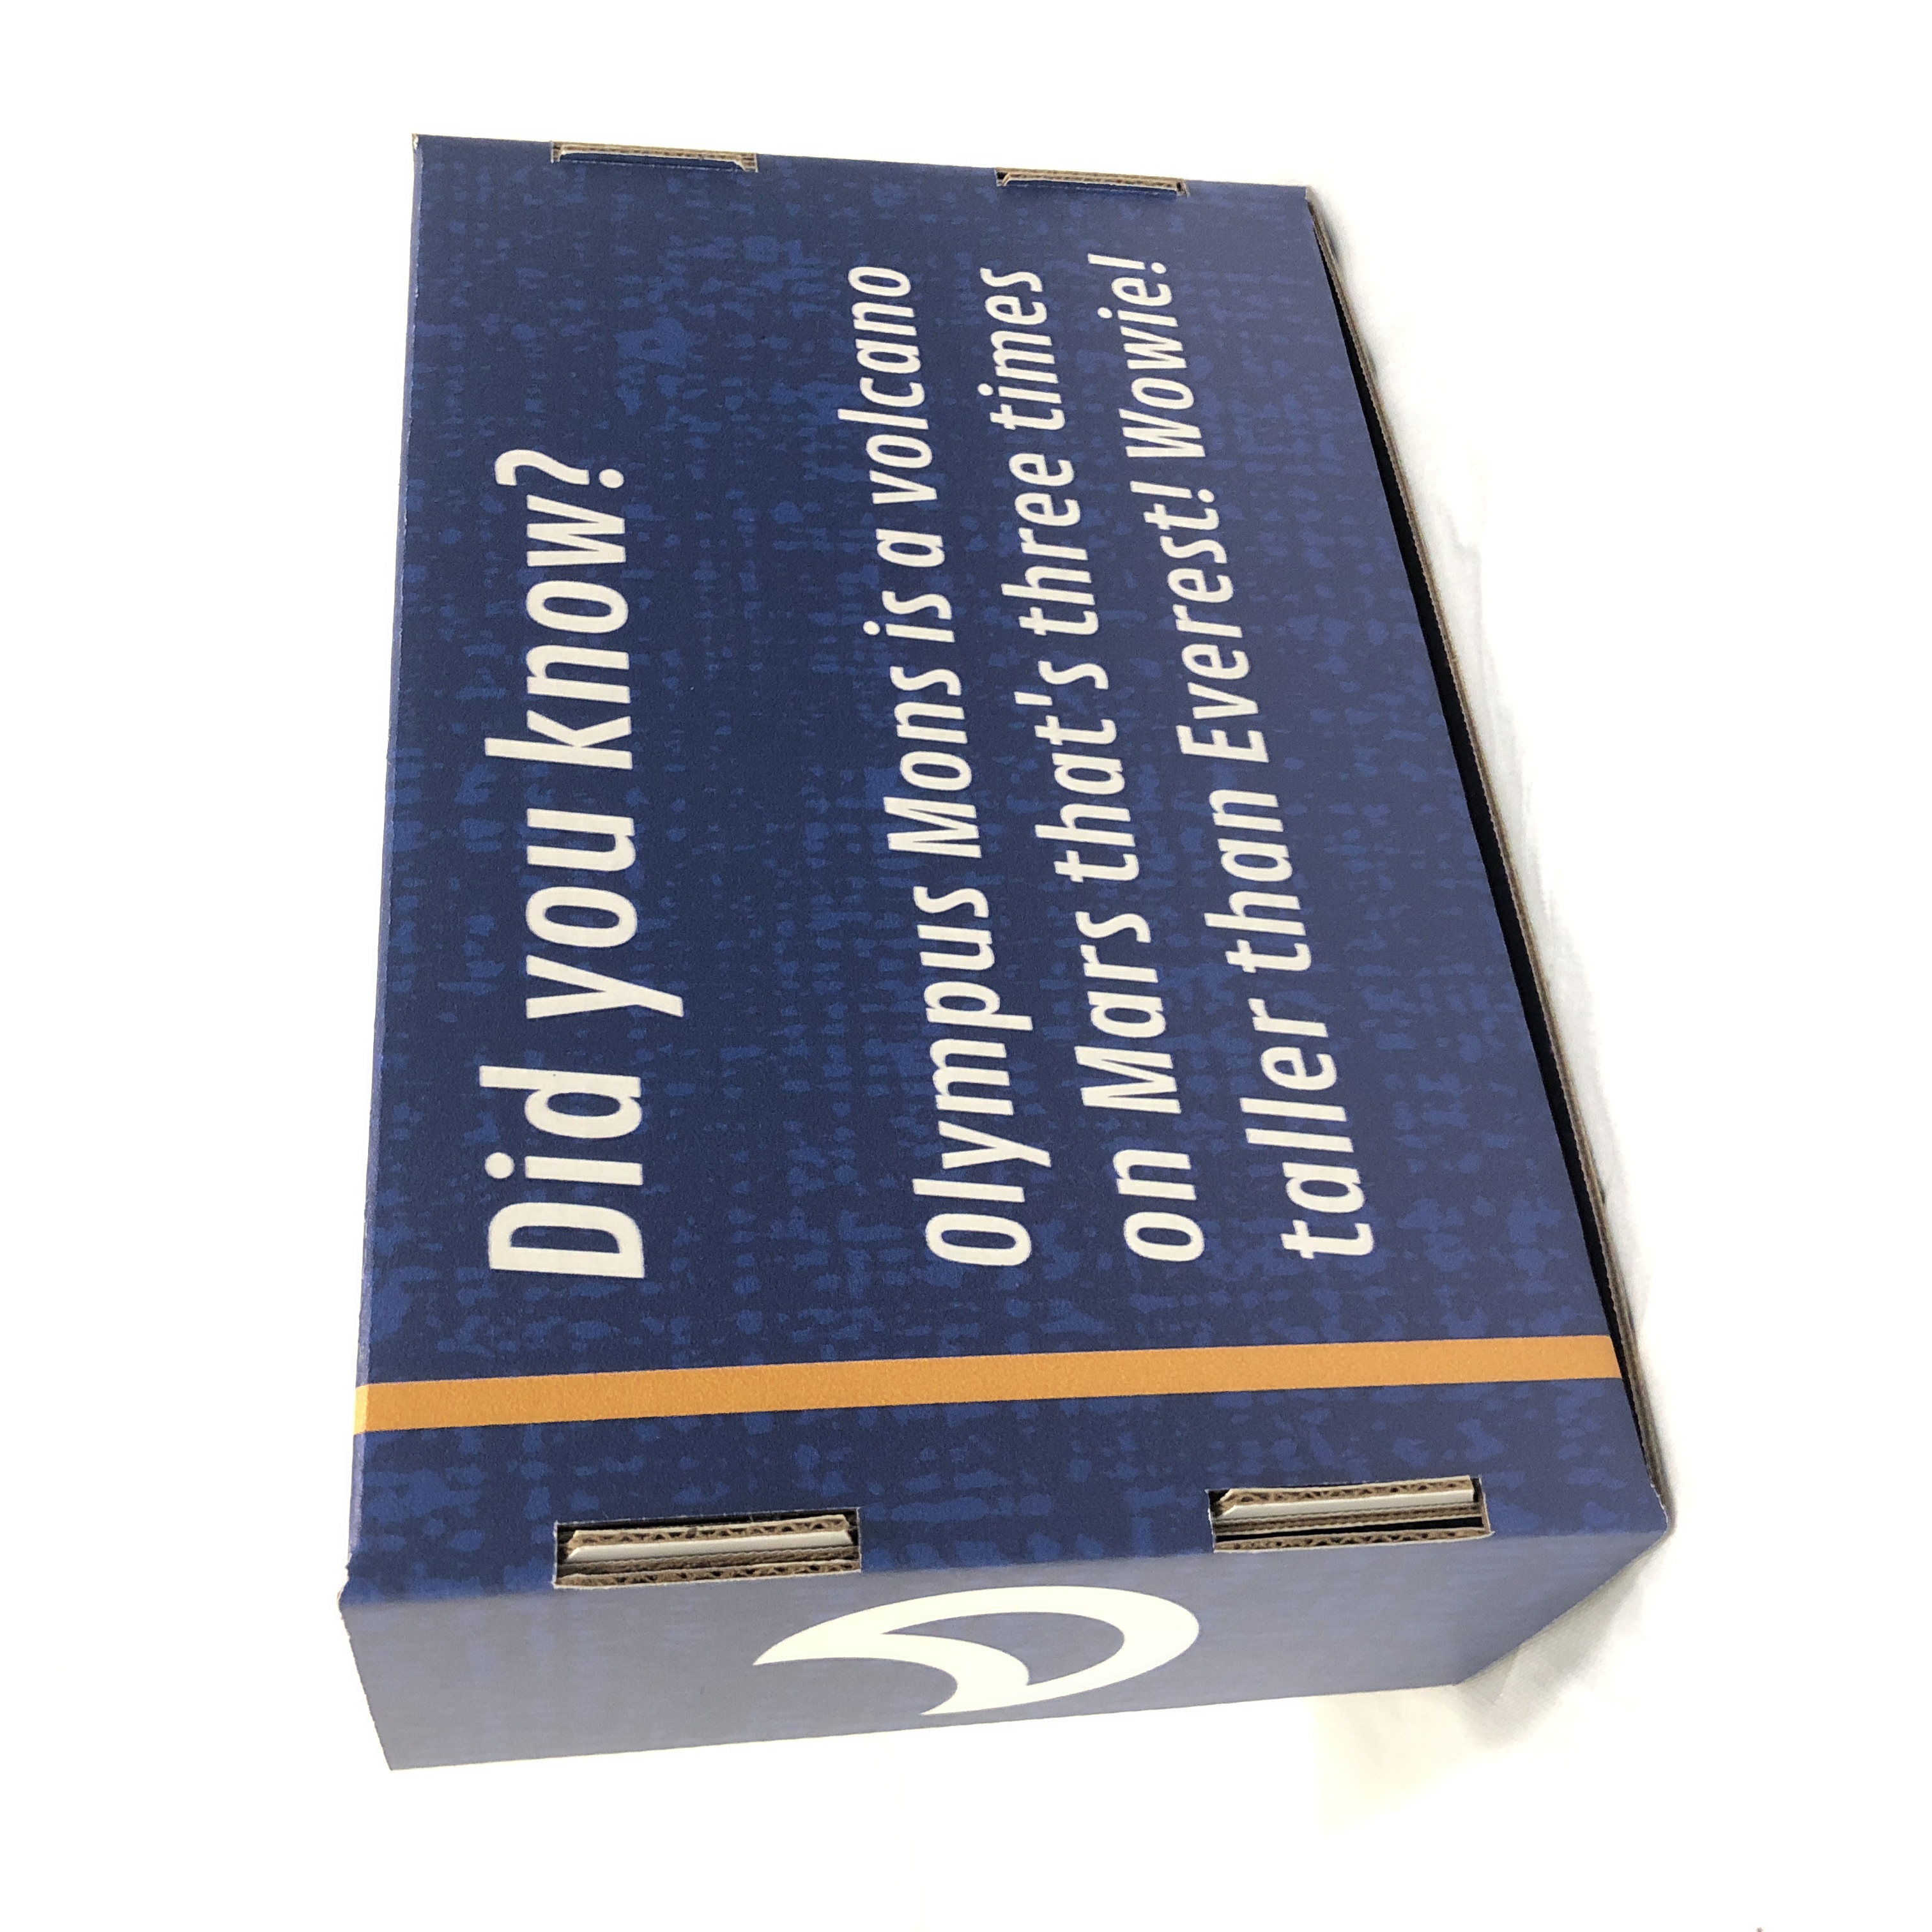 Did you know?
Olympus Mons is a volcano
on Mars that's three times
taller than Everest! Wowie!